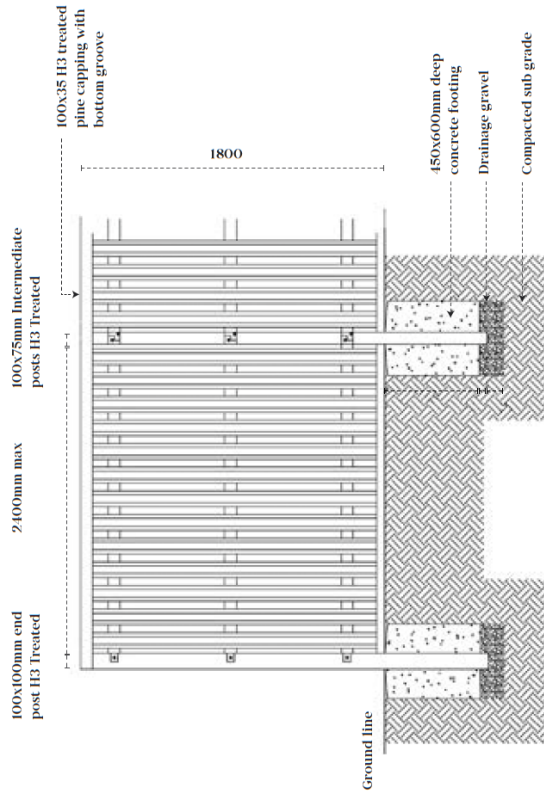 100x100mm end
post H3 Treated
2400mm max
100x75mm Intermediate
posts H3 Treated
100x35 H3 treated
pine capping with
bottom groove
1800
Ground line
450x600mm deep
concrete footing
Drainage gravel
Compacted sub grade